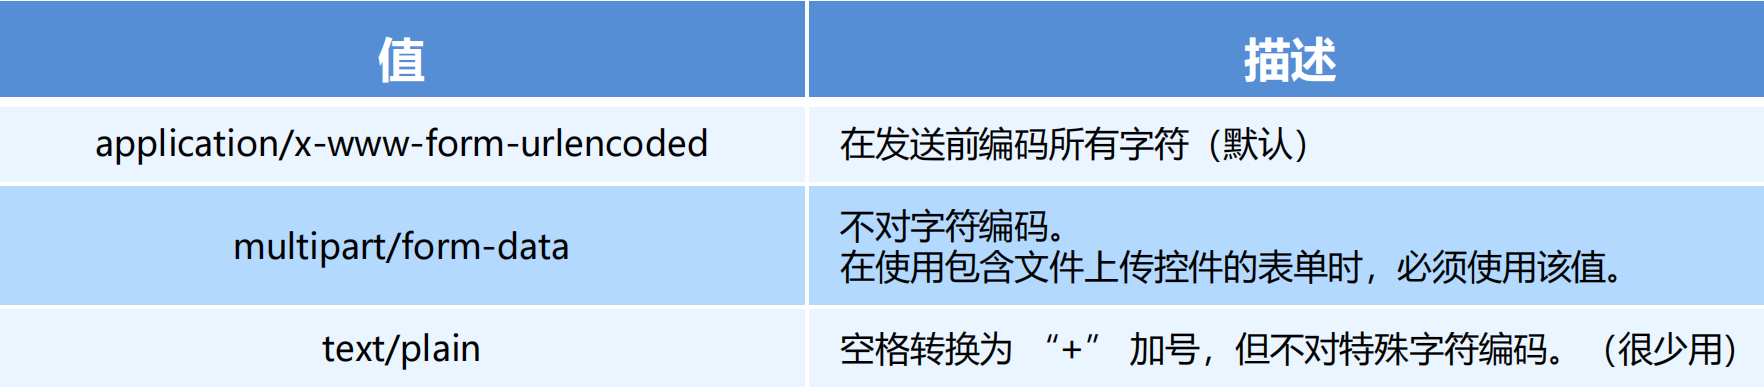 值
描述
application/x-www-form-urlencoded
在发送前编码所有字符（默认）
multipart/form-data
不对字符编码。
在使用包含文件上传控件的表单时，必须使用该值。
text/plain
空格转换为 “+” 加号，但不对特殊字符编码。（很少用）